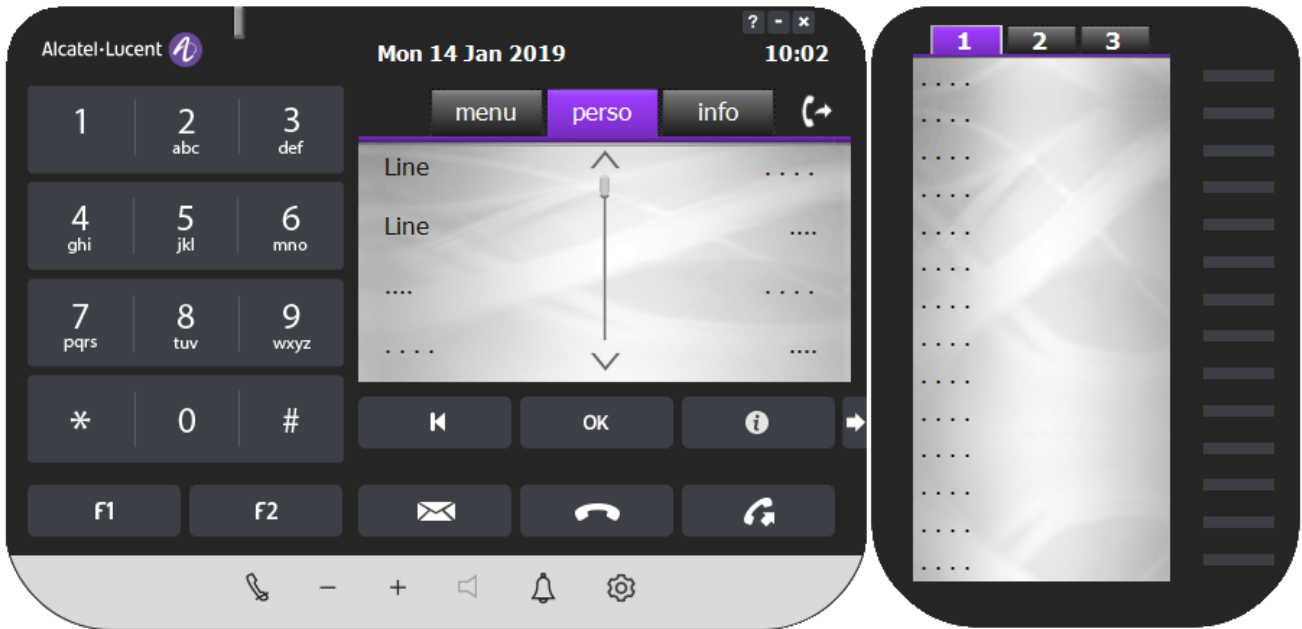 ? - ×
Alcatel·Lucent
Mon 14 Jan 2019 10:02
menu perso info
1 2 abc 3 def
4 ghi 5 jkl 6 mno
7 pqrs 8 tuv 9 wxyz
* 0 #
F1 F2
Line . . . .
Line ....
.... . . . .
. . . . ....
OK
- +
1 2 3
. . . .
. . . .
. . . .
. . . .
. . . .
. . . .
. . . .
. . . .
. . . .
. . . .
. . . .
. . . .
. . . .
. . . .